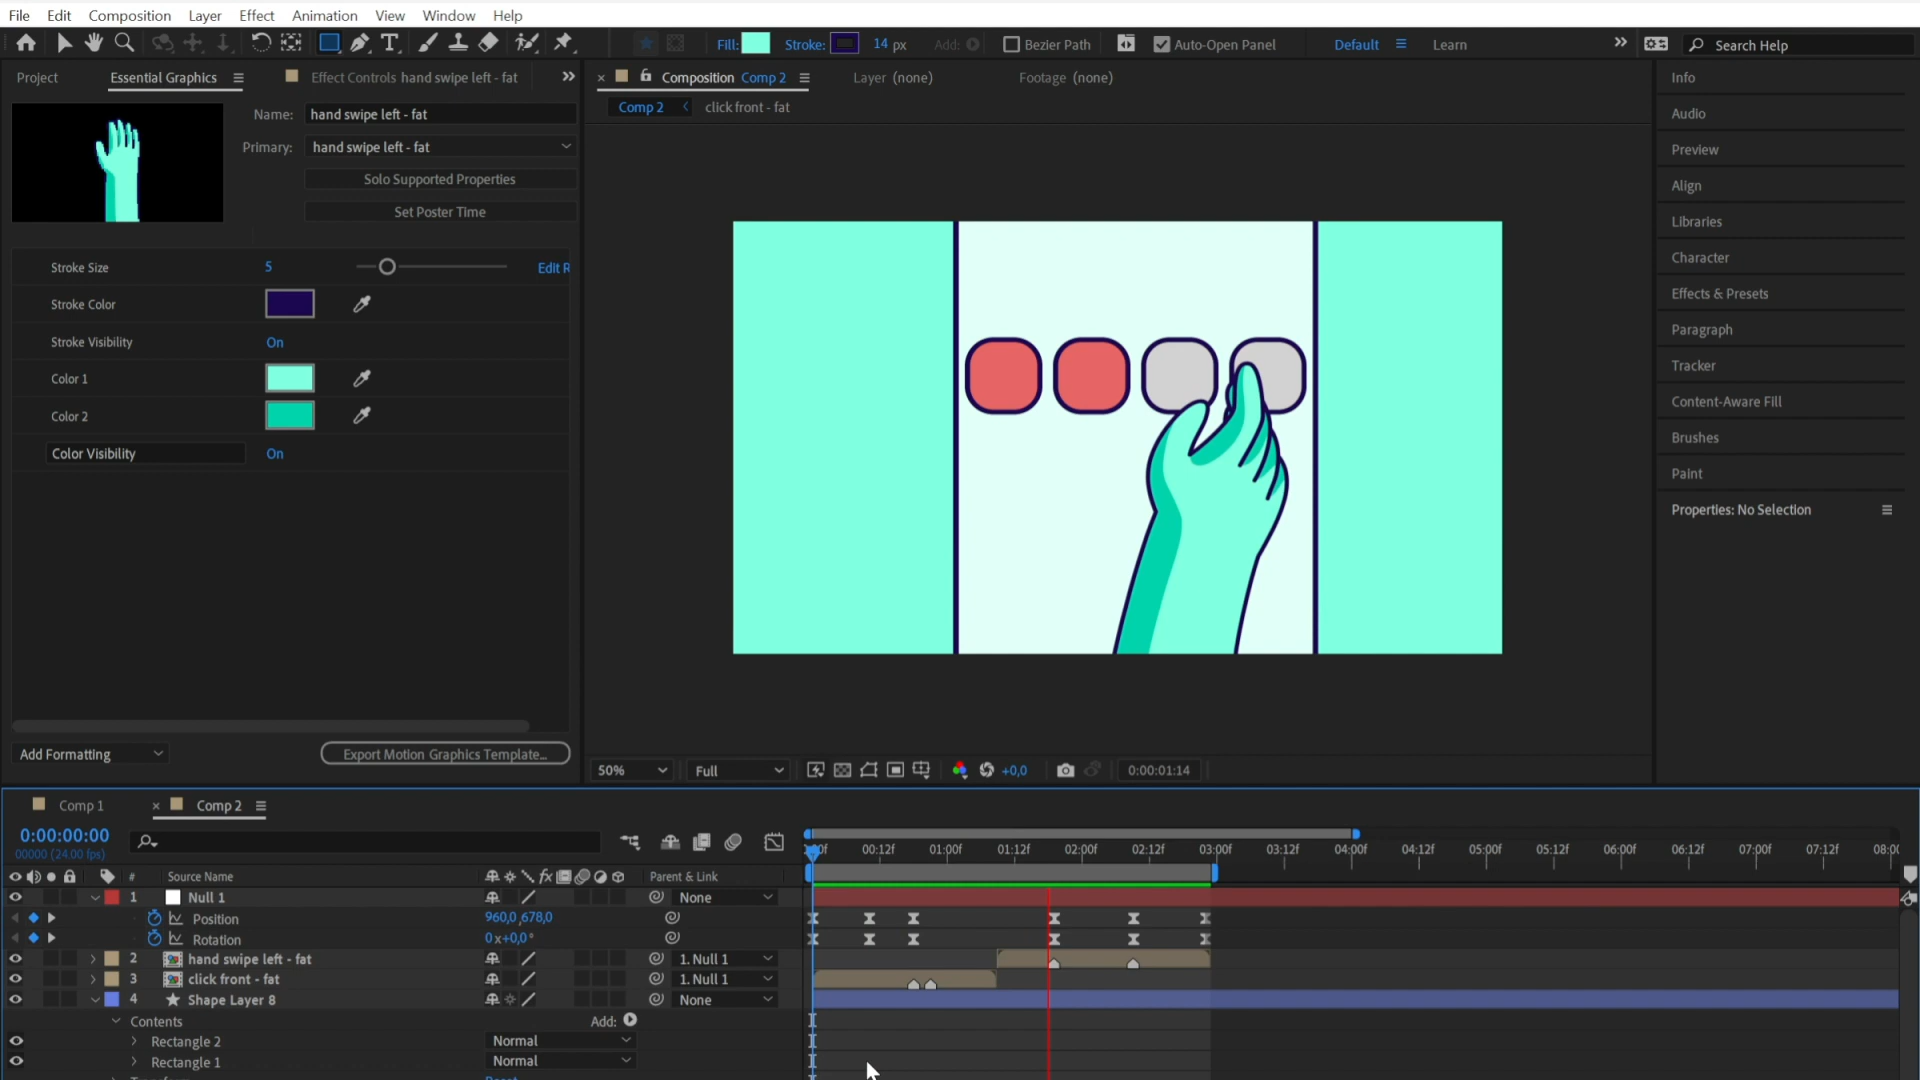 File Edit Composition Layer Effect Animation View Window Help
Fill: Stroke: 14 px Add: Bezier Path Auto-Open Panel Default Learn Search Help
Project Essential Graphics Effect Controls hand swipe left - fat
Composition Comp 2 Layer (none) Footage (none)
Comp 2 click front - fat
Name: hand swipe left - fat
Primary: hand swipe left - fat
Solo Supported Properties
Set Poster Time
Stroke Size 5 Edit R
Stroke Color
Stroke Visibility On
Color 1
Color 2
Color Visibility On
Add Formatting Export Motion Graphics Template...
50% Full +0,0 0:00:01:14
Info
Audio
Preview
Align
Libraries
Character
Effects & Presets
Paragraph
Tracker
Content-Aware Fill
Brushes
Paint
Properties: No Selection
Comp 1 Comp 2
0:00:00:00
00000 (24.00 fps)
00:12f 01:00f 01:12f 02:00f 02:12f 03:00f 03:12f 04:00f 04:12f 05:00f 05:12f 06:00f 06:12f 07:00f 07:12f
# Source Name fx Parent & Link
1 Null 1 None
Position 960,0,678,0
Rotation 0x+0,0°
2 hand swipe left - fat 1. Null 1
3 click front - fat 1. Null 1
4 Shape Layer 8 None
Contents Add:
Rectangle 2 Normal
Rectangle 1 Normal